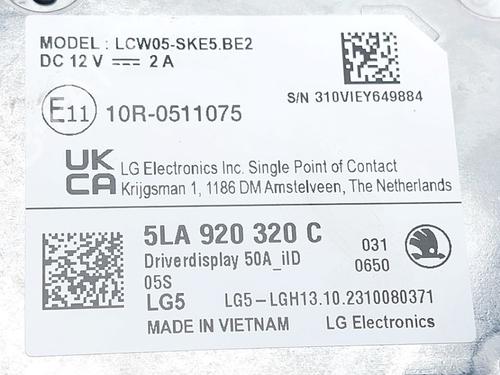 MODEL : LCW05-SKE5.BE2
DC 12 V ⎓ 2 A
S/N 310VIEY649884
E11 10R-0511075
UK
CA
LG Electronics Inc. Single Point of Contact
Krijgsman 1, 1186 DM Amstelveen, The Netherlands
5LA 920 320 C
031
Driverdisplay 50A_iID
0650
05S
LG5 LG5-LGH13.10.2310080371
MADE IN VIETNAM LG Electronics